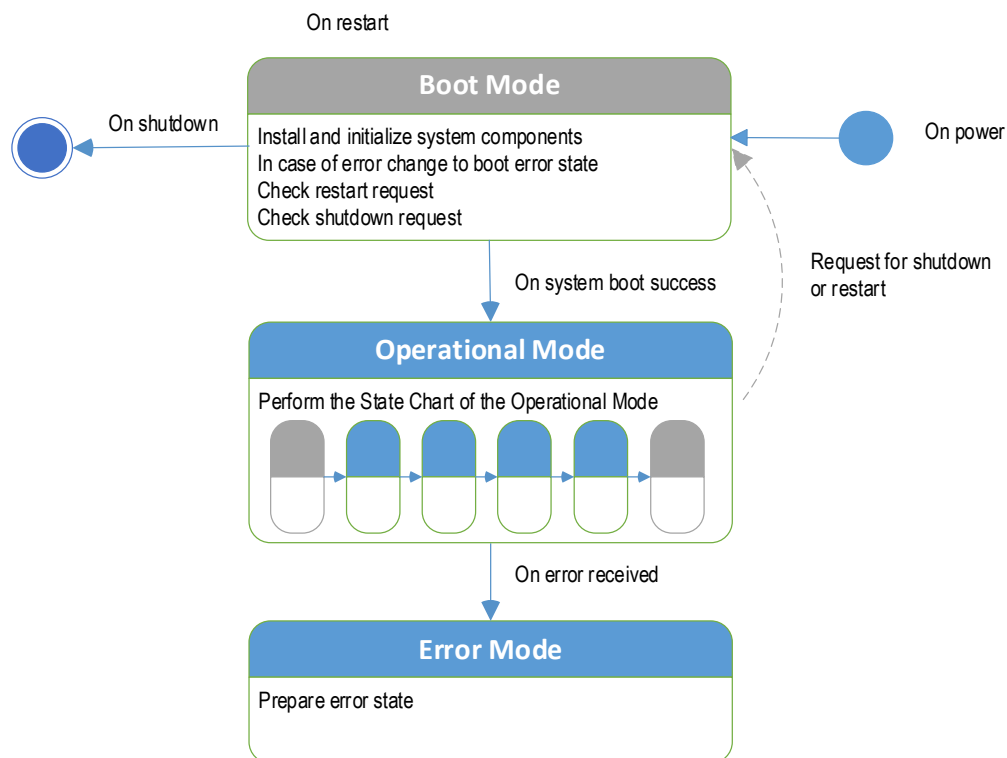 On restart
Boot Mode
On shutdown
Install and initialize system components
In case of error change to boot error state
Check restart request
Check shutdown request
On power
Request for shutdown
or restart
On system boot success
Operational Mode
Perform the State Chart of the Operational Mode
On error received
Error Mode
Prepare error state